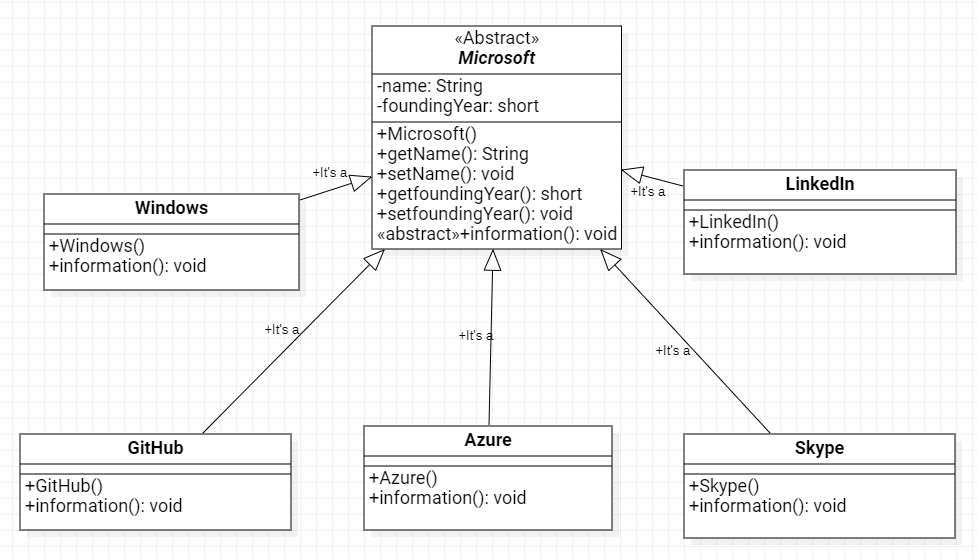 «Abstract»
Microsoft
-name: String
-foundingYear: short
+Microsoft()
+getName(): String
+setName(): void
+getfoundingYear(): short
+setfoundingYear(): void
«abstract»+information(): void
+It's a
+It's a
Windows
+Windows()
+information(): void
LinkedIn
+LinkedIn()
+information(): void
+It's a
+It's a
+It's a
GitHub
+GitHub()
+information(): void
Azure
+Azure()
+information(): void
Skype
+Skype()
+information(): void